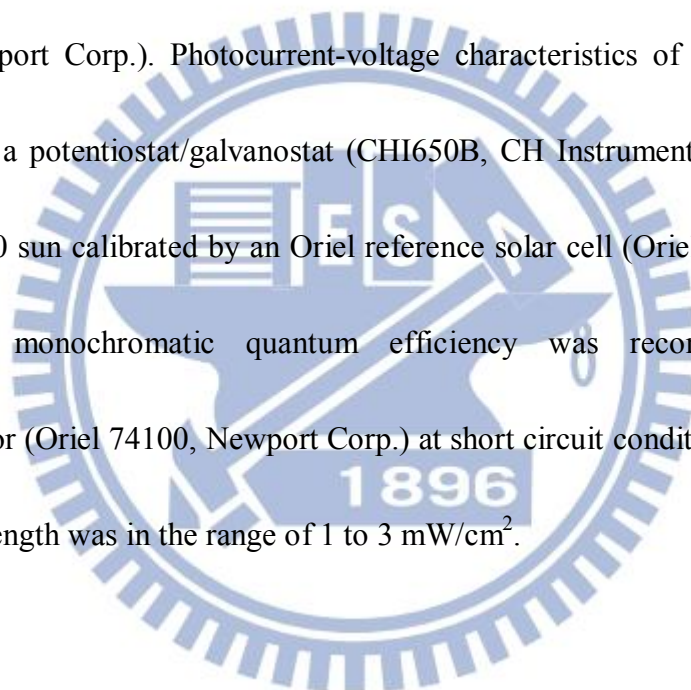 port Corp.). Photocurrent-voltage characteristics of
a potentiostat/galvanostat (CHI650B, CH Instrument
0 sun calibrated by an Oriel reference solar cell (Orie
monochromatic quantum efficiency was recor
or (Oriel 74100, Newport Corp.) at short circuit condit
ength was in the range of 1 to 3 mW/cm².
E S A
1896